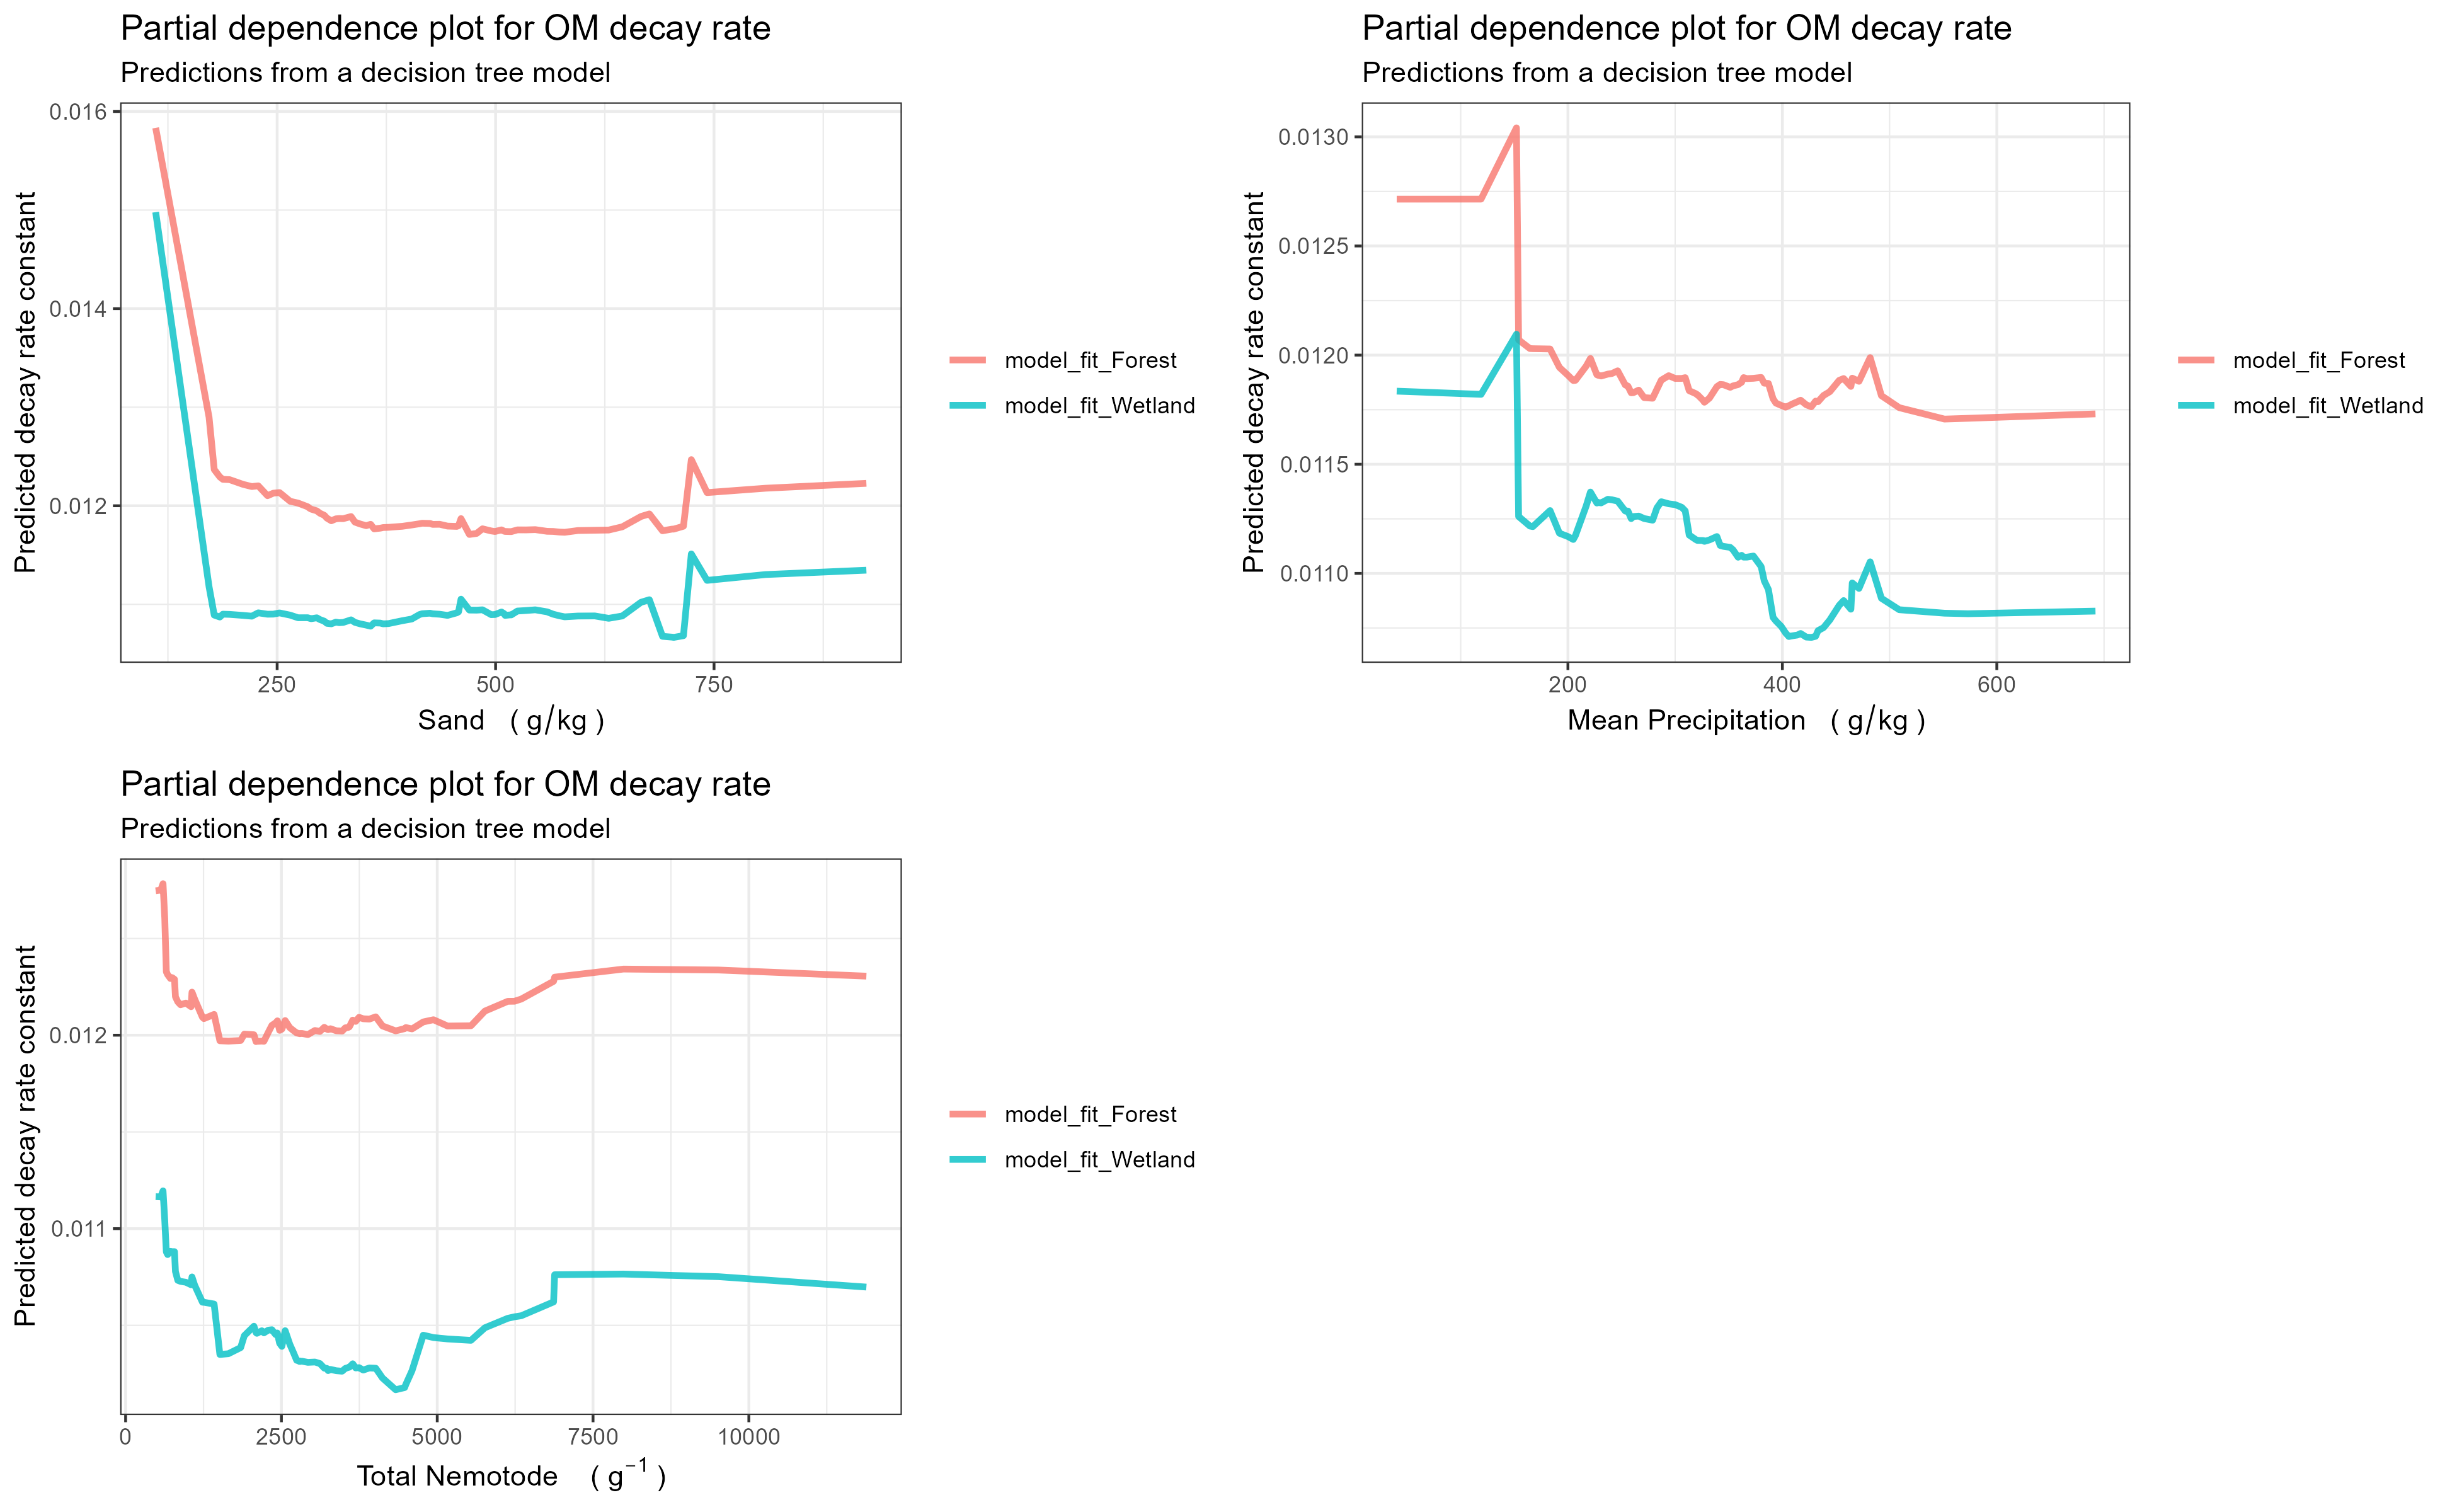 Partial dependence plot for OM decay rate
Predictions from a decision tree model
Predicted decay rate constant
0.016
0.014
0.012
250 500 750
Sand ( g/kg )
model_fit_Forest
model_fit_Wetland
Partial dependence plot for OM decay rate
Predictions from a decision tree model
Predicted decay rate constant
0.0130
0.0125
0.0120
0.0115
0.0110
200 400 600
Mean Precipitation ( g/kg )
model_fit_Forest
model_fit_Wetland
Partial dependence plot for OM decay rate
Predictions from a decision tree model
Predicted decay rate constant
0.012
0.011
0 2500 5000 7500 10000
Total Nemotode ( g⁻¹ )
model_fit_Forest
model_fit_Wetland